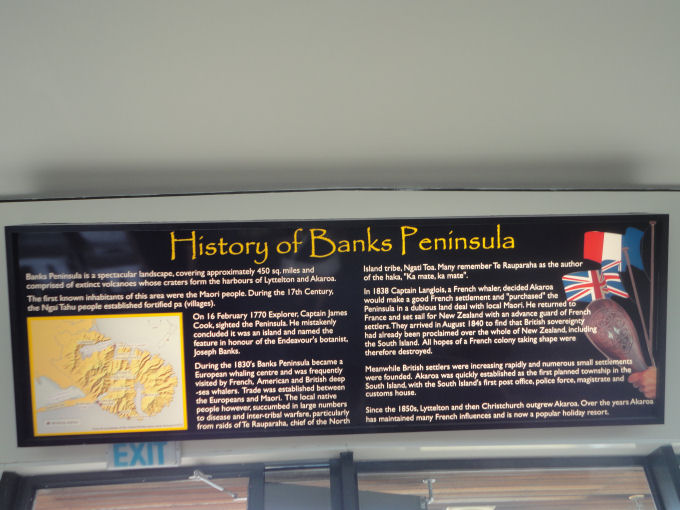 History of Banks Peninsula
Banks Peninsula is a spectacular landscape, covering approximately 450 sq. miles and
comprised of extinct volcanoes whose craters form the harbours of Lyttelton and Akaroa.
The first known inhabitants of this area were the Maori people. During the 17th Century,
the Ngai Tahu people established fortified pa (villages).
On 16 February 1770 Explorer, Captain James
Cook, sighted the Peninsula. He mistakenly
concluded it was an island and named the
feature in honour of the Endeavour's botanist,
Joseph Banks.
During the 1830's Banks Peninsula became a
European whaling centre and was frequently
visited by French, American and British deep
-sea whalers. Trade was established between
the Europeans and Maori. The local native
people however, succumbed in large numbers
to disease and inter-tribal warfare, particularly
from raids of Te Rauparaha, chief of the North
Island tribe, Ngati Toa. Many remember Te Rauparaha as the author
of the haka, "Ka mate, ka mate".
In 1838 Captain Langlois, a French whaler, decided Akaroa
would make a good French settlement and "purchased" the
Peninsula in a dubious land deal with local Maori. He returned to
France and set sail for New Zealand with an advance guard of French
settlers. They arrived in August 1840 to find that British sovereignty
had already been proclaimed over the whole of New Zealand, including
the South Island. All hopes of a French colony taking shape were
therefore destroyed.
Meanwhile British settlers were increasing rapidly and numerous small settlements
were founded. Akaroa was quickly established as the first planned township in the
South Island, with the South Island's first post office, police force, magistrate and
customs house.
Since the 1850s, Lyttelton and then Christchurch outgrew Akaroa. Over the years Akaroa
has maintained many French influences and is now a popular holiday resort.
EXIT